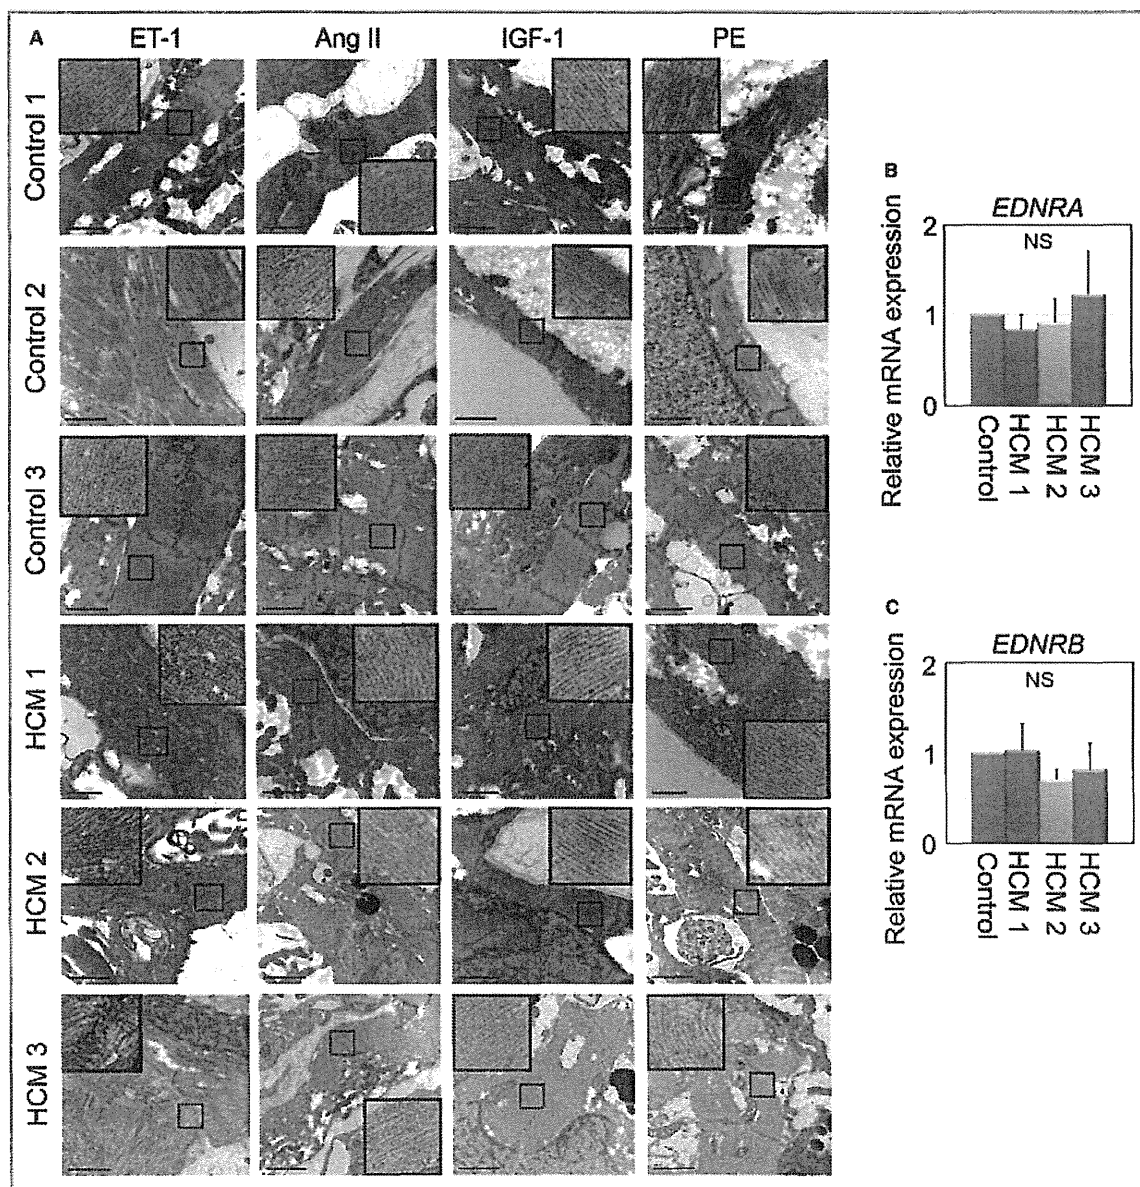 A
ET-1
Ang II
IGF-1
PE
Control 1
Control 2
Control 3
HCM 1
HCM 2
HCM 3
B
EDNRA
NS
Relative mRNA expression
2
1
0
Control
HCM 1
HCM 2
HCM 3
C
EDNRB
NS
Relative mRNA expression
2
1
0
Control
HCM 1
HCM 2
HCM 3